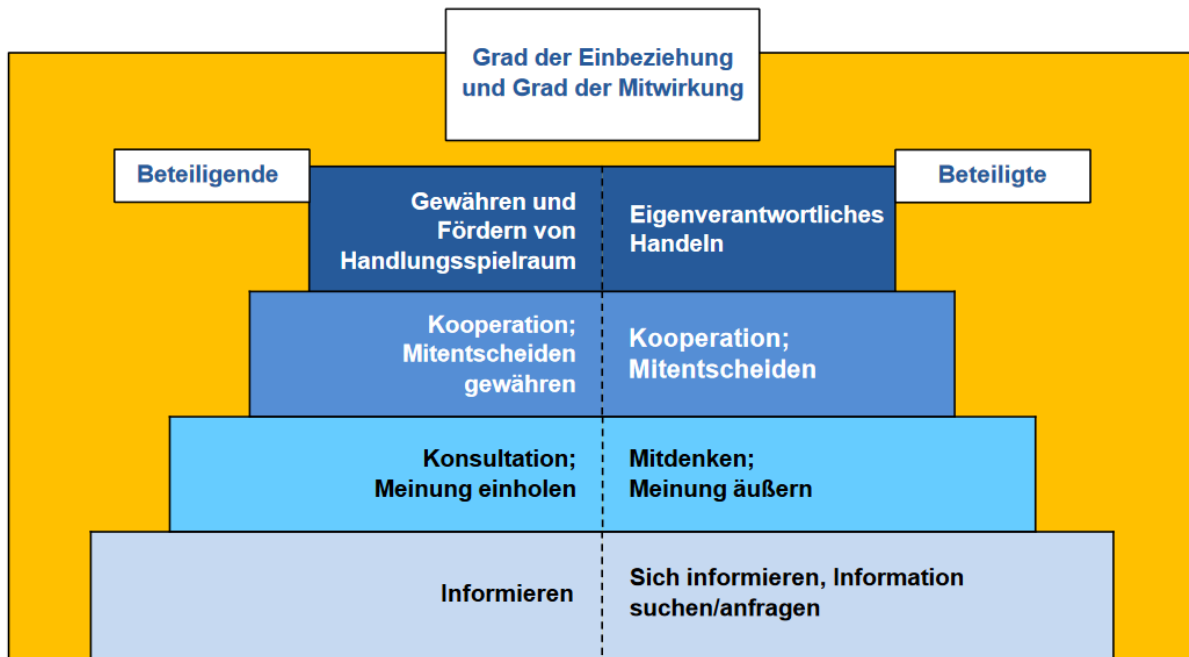 Grad der Einbeziehung
und Grad der Mitwirkung
Beteiligende
Beteiligte
Gewähren und
Fördern von
Handlungsspielraum
Eigenverantwortliches
Handeln
Kooperation;
Mitentscheiden
gewähren
Kooperation;
Mitentscheiden
Konsultation;
Meinung einholen
Mitdenken;
Meinung äußern
Informieren
Sich informieren, Information
suchen/anfragen